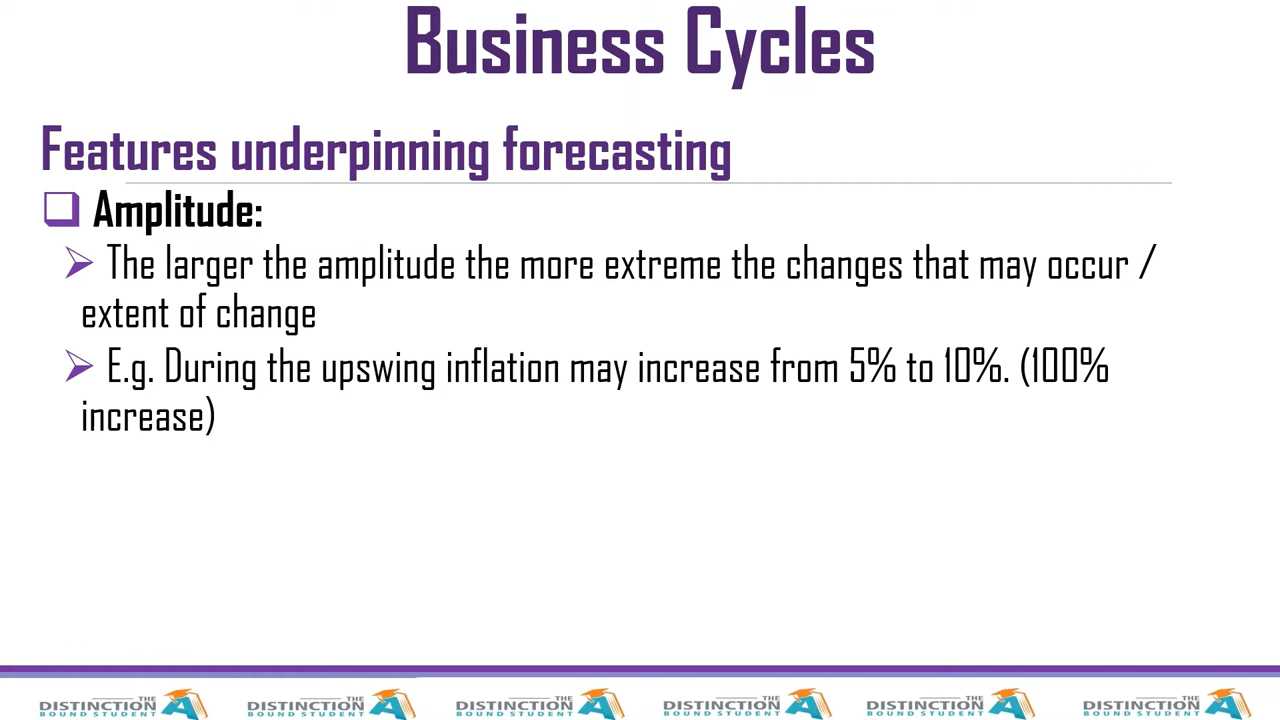 Business Cycles
Features underpinning forecasting
Amplitude:
The larger the amplitude the more extreme the changes that may occur /
extent of change
E.g. During the upswing inflation may increase from 5% to 10%. (100%
increase)
THE DISTINCTION BOUND STUDENT A
THE DISTINCTION BOUND STUDENT A
THE DISTINCTION BOUND STUDENT A
THE DISTINCTION BOUND STUDENT A
THE DISTINCTION BOUND STUDENT A
THE DISTINCTION BOUND STUDENT A